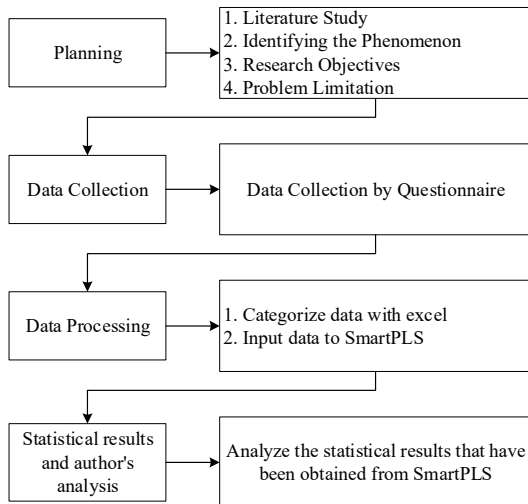 Planning
1. Literature Study
2. Identifying the Phenomenon
3. Research Objectives
4. Problem Limitation
Data Collection
Data Collection by Questionnaire
Data Processing
1. Categorize data with excel
2. Input data to SmartPLS
Statistical results
and author's
analysis
Analyze the statistical results that have
been obtained from SmartPLS